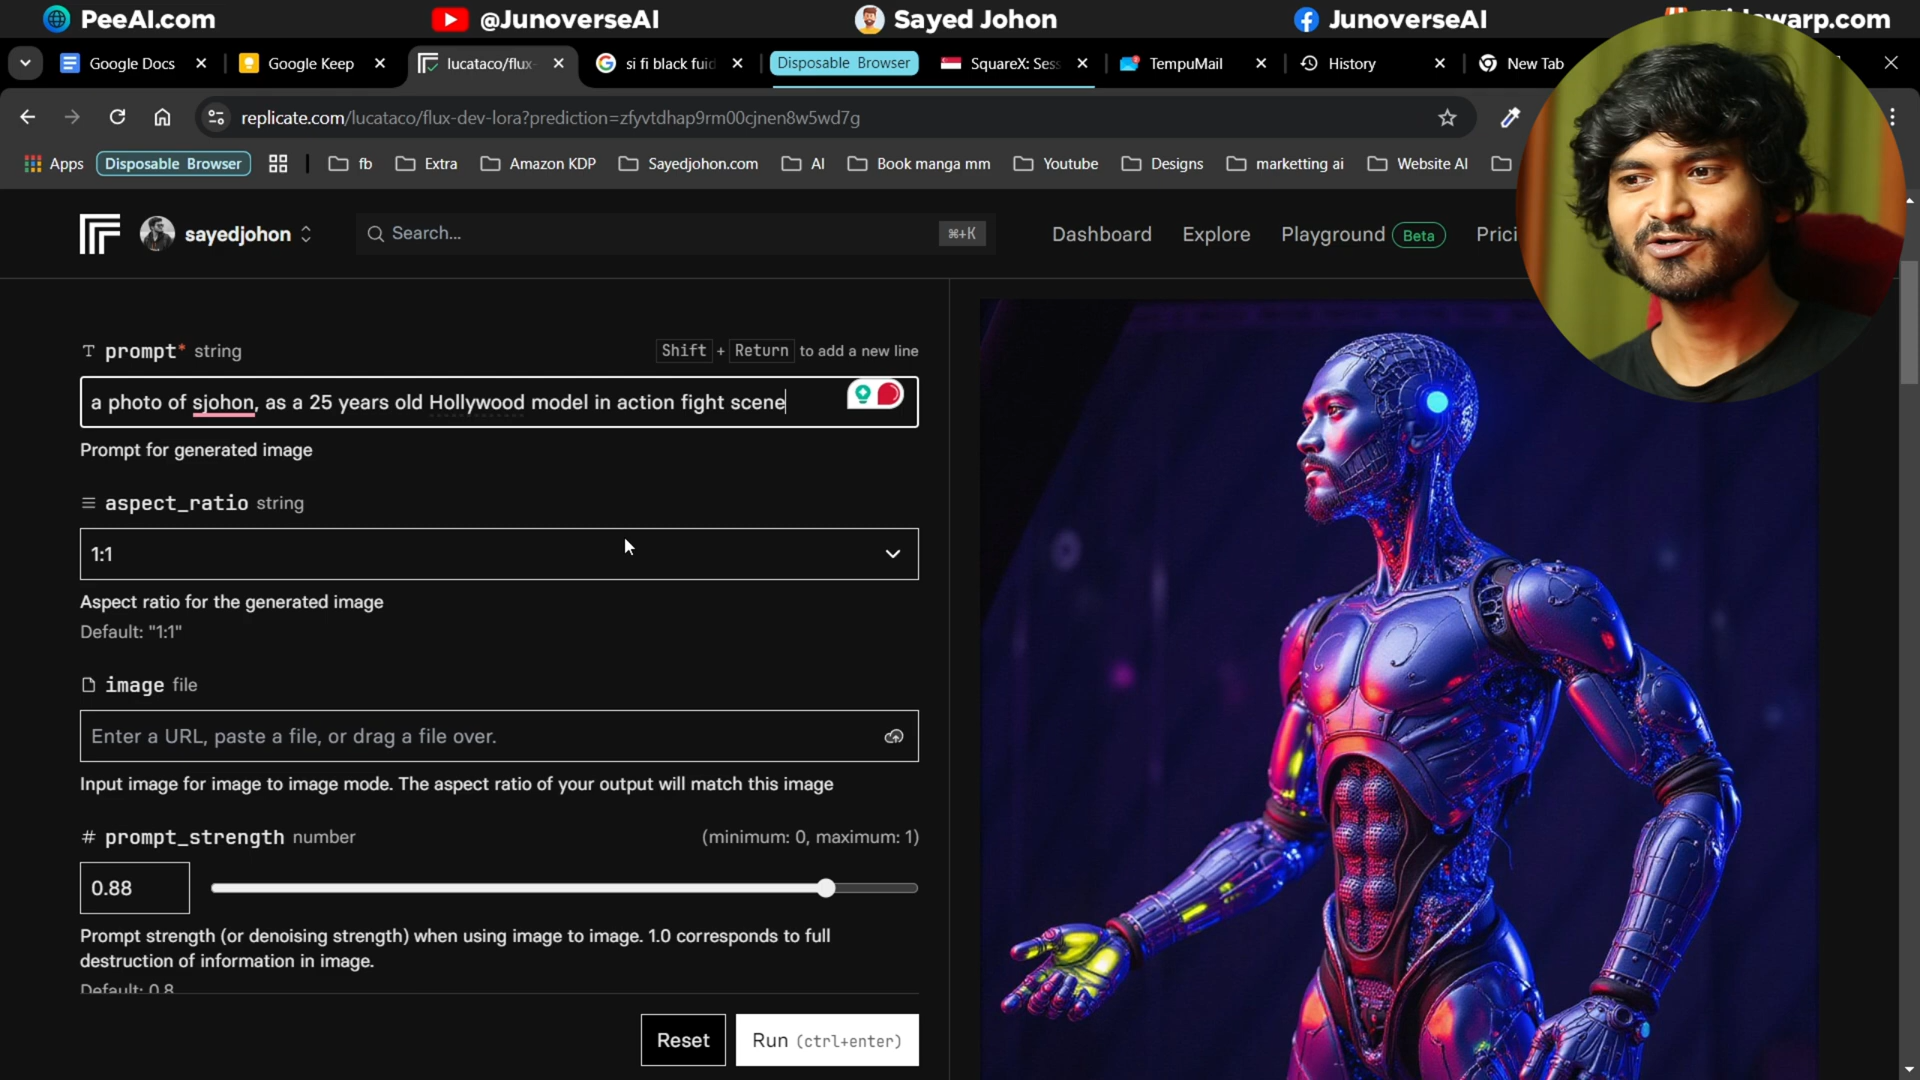 PeeAI.com @JunoverseAI Sayed Johon JunoverseAI warp.com
Google Docs Google Keep lucataco/flux- si fi black fuid Disposable Browser SquareX: Ses TempuMail History New Tab
replicate.com/lucataco/flux-dev-lora?prediction=zfyvtdhap9rm00cjnen8w5wd7g
Apps Disposable Browser fb Extra Amazon KDP Sayedjohon.com AI Book manga mm Youtube Designs marketting ai Website AI
sayedjohon Search... ⌘+K Dashboard Explore Playground Beta Prici
prompt* string Shift + Return to add a new line
a photo of sjohon, as a 25 years old Hollywood model in action fight scene
Prompt for generated image
aspect_ratio string
1:1
Aspect ratio for the generated image
Default: "1:1"
image file
Enter a URL, paste a file, or drag a file over.
Input image for image to image mode. The aspect ratio of your output will match this image
# prompt_strength number (minimum: 0, maximum: 1)
0.88
Prompt strength (or denoising strength) when using image to image. 1.0 corresponds to full
destruction of information in image.
Default: 0.8
Reset Run (ctrl+enter)